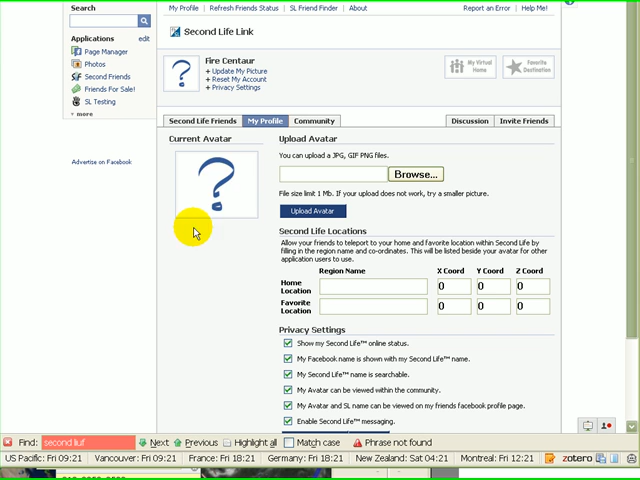 Search
Applications edit
Page Manager
Photos
Second Friends
Friends For Sale!
SL Testing
more
Advertise on Facebook
My Profile | Refresh Friends Status | SL Friend Finder | About Report an Error | Help Me!
Second Life Link
Fire Centaur
+ Update My Picture
+ Reset My Account
+ Privacy Settings
My Virtual Home
Favorite Destination
Second Life Friends My Profile Community Discussion Invite Friends
Current Avatar
Upload Avatar
You can upload a JPG, GIF PNG files.
Browse...
File size limit 1 Mb. If your upload does not work, try a smaller picture.
Upload Avatar
Second Life Locations
Allow your friends to teleport to your home and favorite location within Second Life by
filling in the region name and co-ordinates. This will be listed beside your avatar for other
application users to use.
Region Name X Coord Y Coord Z Coord
Home Location 0 0 0
Favorite Location 0 0 0
Privacy Settings
Show my Second Life™ online status.
My Facebook name is shown with my Second Life™ name.
My Second Life™ name is searchable.
My Avatar can be viewed within the community.
My Avatar and SL name can be viewed on my friends facebook profile page.
Enable Second Life™ messaging.
1
Find: second liuf Next Previous Highlight all Match case Phrase not found
US Pacific: Fri 09:21 Vancouver: Fri 09:21 France: Fri 18:21 Germany: Fri 18:21 New Zealand: Sat 04:21 Montreal: Fri 12:21 zotero